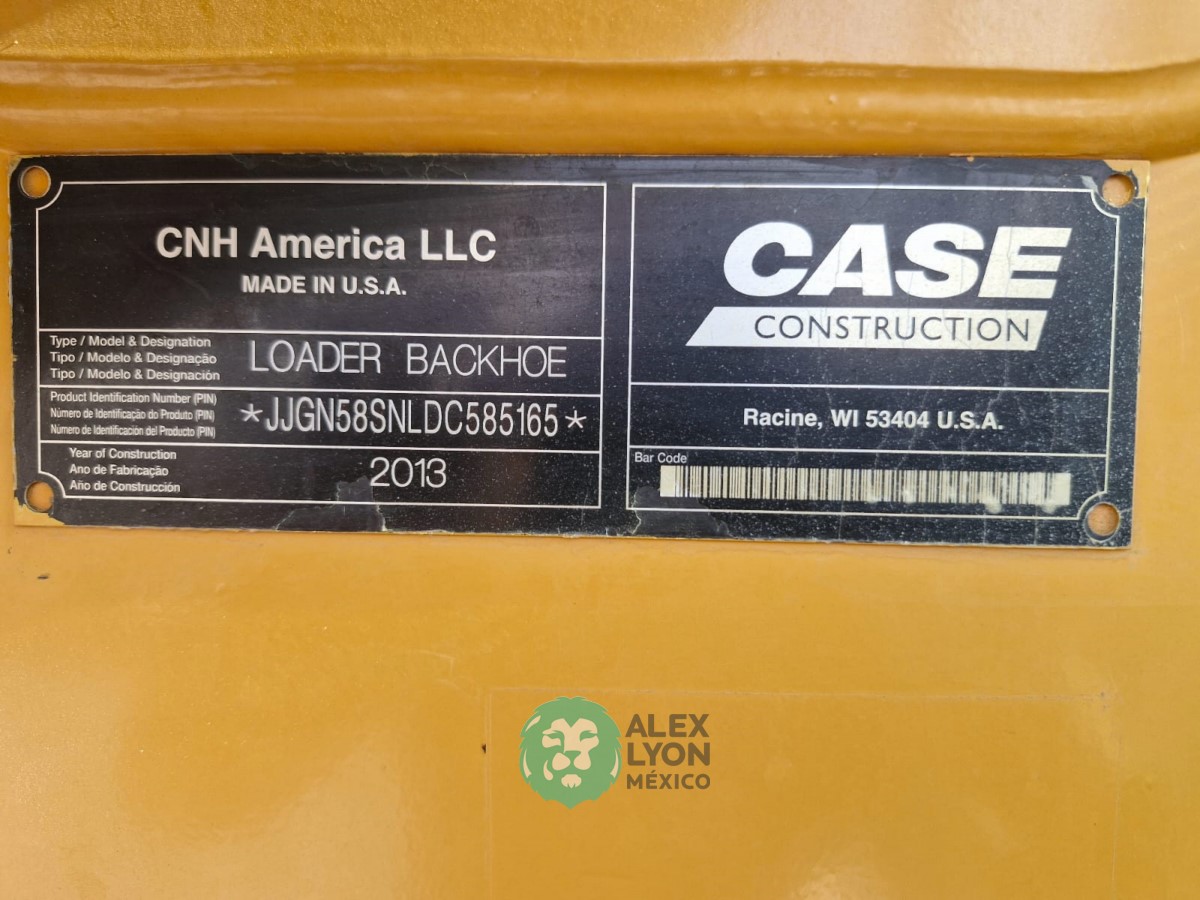 CNH America LLC
MADE IN U.S.A.
Type / Model & Designation
Tipo / Modelo & Designação
Tipo / Modelo & Designación
LOADER BACKHOE
Product Identification Number (PIN)
Número de Identificação do Produto (PIN)
Número de Identificación del Producto (PIN)
*JJGN58SNLDC585165*
Year of Construction
Ano de Fabricação
Año de Construcción
2013
CASE
CONSTRUCTION
Racine, WI 53404 U.S.A.
Bar Code
ALEX
LYON
MÉXICO